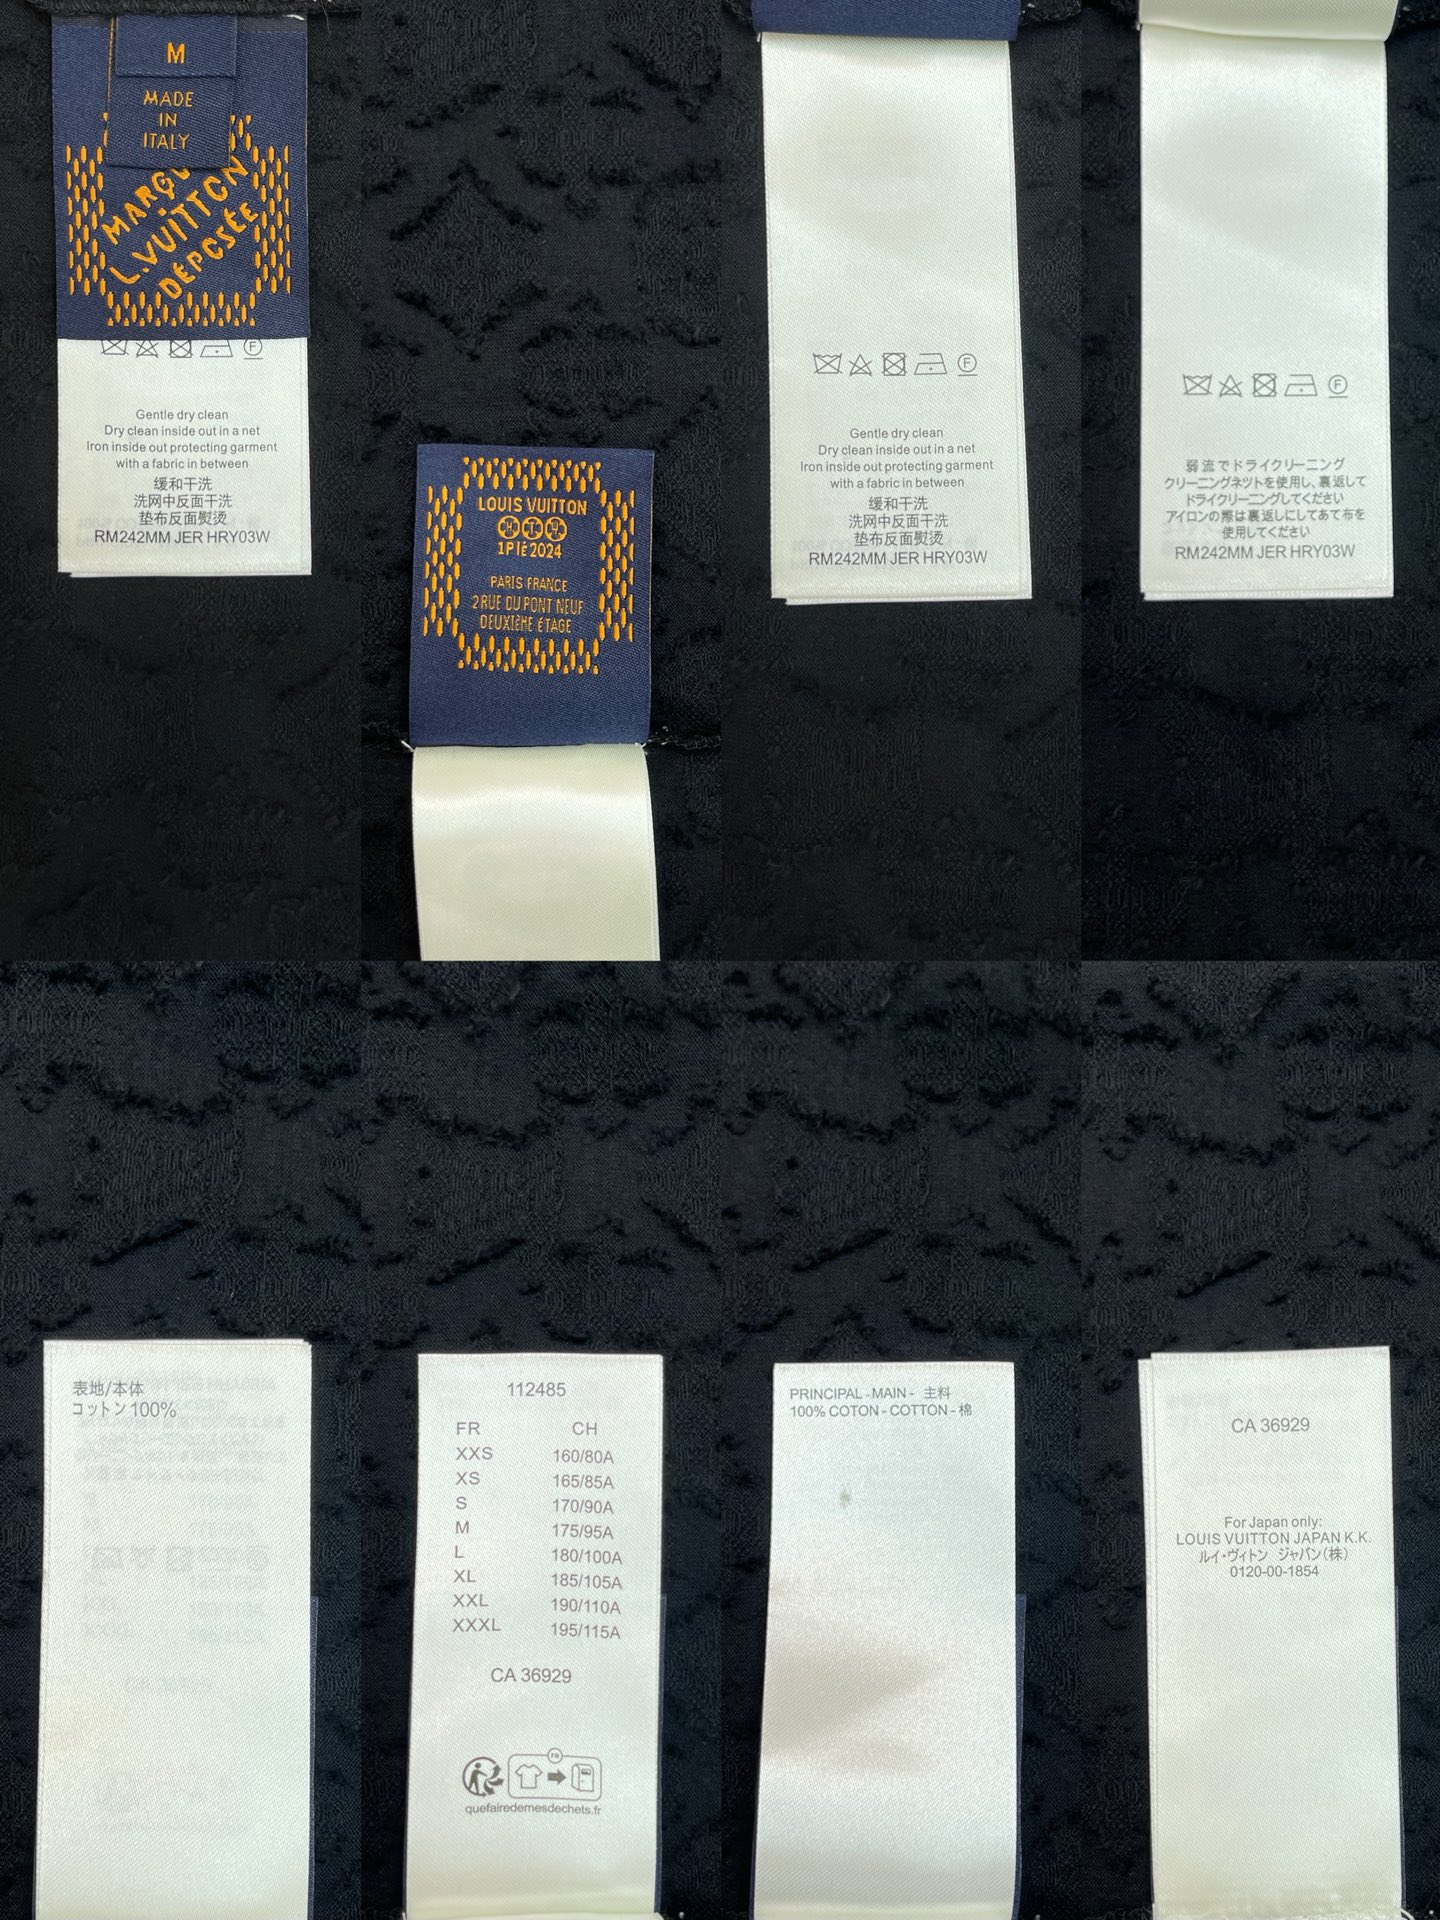 M
MADE
IN
ITALY
MARQU
L.VUITTON
DÉPOSÉE
F
Gentle dry clean
Dry clean inside out in a net
Iron inside out protecting garment
with a fabric in between
缓和干洗
洗网中反面干洗
垫布反面熨烫
RM242MM JER HRY03W
LOUIS VUITTON
1PIÉ2024
PARIS FRANCE
2 RUE DU PONT NEUF
DEUXIÈME ÉTAGE
F
Gentle dry clean
Dry clean inside out in a net
Iron inside out protecting garment
with a fabric in between
缓和干洗
洗网中反面干洗
垫布反面熨烫
RM242MM JER HRY03W
F
弱流でドライクリーニング
クリーニングネットを使用し、裏返して
ドライクリーニングしてください
アイロンの際は裏返しにしてあて布を
使用してください
RM242MM JER HRY03W
表地/本体
コットン100%
112485
FR CH
XXS 160/80A
XS 165/85A
S 170/90A
M 175/95A
L 180/100A
XL 185/105A
XXL 190/110A
XXXL 195/115A
CA 36929
FR
quefairedemesdechets.fr
PRINCIPAL - MAIN - 主料
100% COTON - COTTON - 棉
CA 36929
For Japan only:
LOUIS VUITTON JAPAN K.K.
ルイ・ヴィトン ジャパン(株)
0120-00-1854